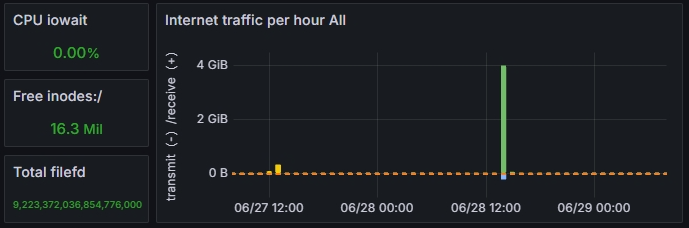 CPU iowait
0.00%
Free inodes:/
16.3 Mil
Total filefd
9,223,372,036,854,776,000
Internet traffic per hour All
transmit (-) /receive (+)
4 GiB
2 GiB
0 B
06/27 12:00
06/28 00:00
06/28 12:00
06/29 00:00